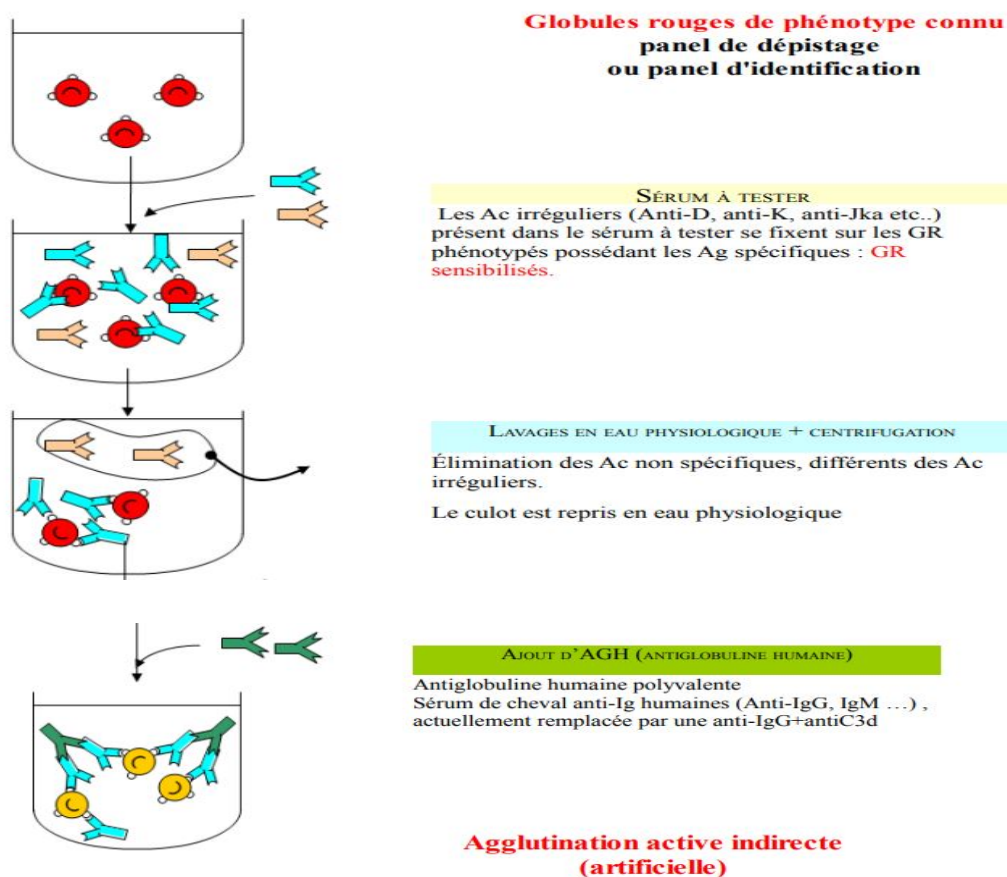 Globules rouges de phénotype connu
panel de dépistage
ou panel d'identification
SÉRUM À TESTER
Les Ac irréguliers (Anti-D, anti-K, anti-Jka etc..)
présent dans le sérum à tester se fixent sur les GR
phénotypés possédant les Ag spécifiques : GR
sensibilisés.
LAVAGES EN EAU PHYSIOLOGIQUE + CENTRIFUGATION
Élimination des Ac non spécifiques, différents des Ac
irréguliers.
Le culot est repris en eau physiologique
AJOUT D'AGH (ANTIGLOBULINE HUMAINE)
Antiglobuline humaine polyvalente
Sérum de cheval anti-Ig humaines (Anti-IgG, IgM ...) ,
actuellement remplacée par une anti-IgG+antiC3d
Agglutination active indirecte
(artificielle)